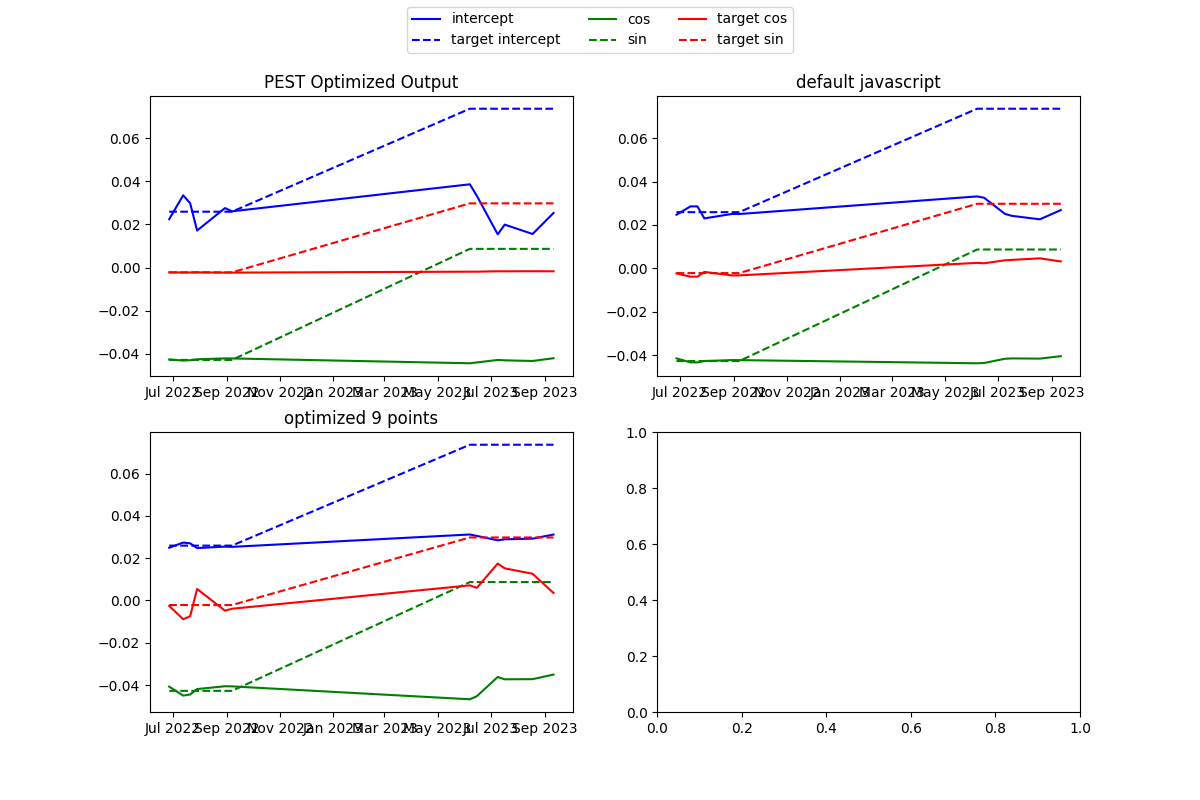 intercept cos target cos
target intercept sin target sin
PEST Optimized Output
default javascript
0.06
0.04
0.02
0.00
−0.02
−0.04
Jul 2022 Sep 2022 Nov 2022 Jan 2023 Mar 2023 May 2023 Jul 2023 Sep 2023
0.06
0.04
0.02
0.00
−0.02
−0.04
Jul 2022 Sep 2022 Nov 2022 Jan 2023 Mar 2023 May 2023 Jul 2023 Sep 2023
optimized 9 points
0.06
0.04
0.02
0.00
−0.02
−0.04
Jul 2022 Sep 2022 Nov 2022 Jan 2023 Mar 2023 May 2023 Jul 2023 Sep 2023
1.0
0.8
0.6
0.4
0.2
0.0
0.0 0.2 0.4 0.6 0.8 1.0